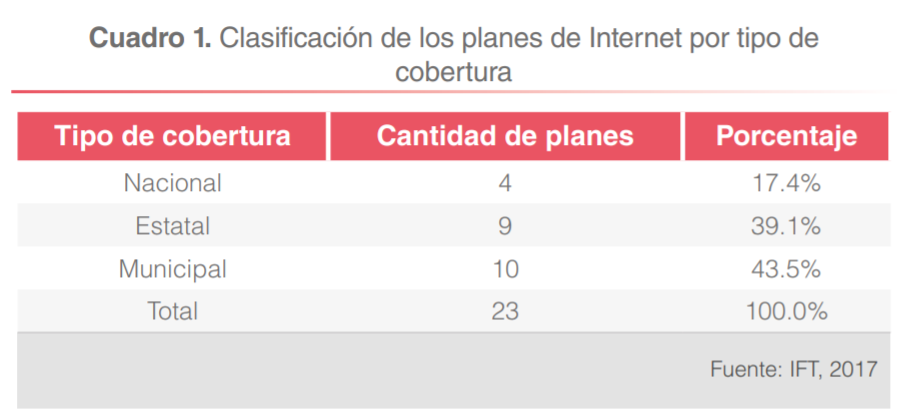 Cuadro 1. Clasificación de los planes de Internet por tipo de
cobertura
Tipo de cobertura Cantidad de planes Porcentaje
Nacional 4 17.4%
Estatal 9 39.1%
Municipal 10 43.5%
Total 23 100.0%
Fuente: IFT, 2017